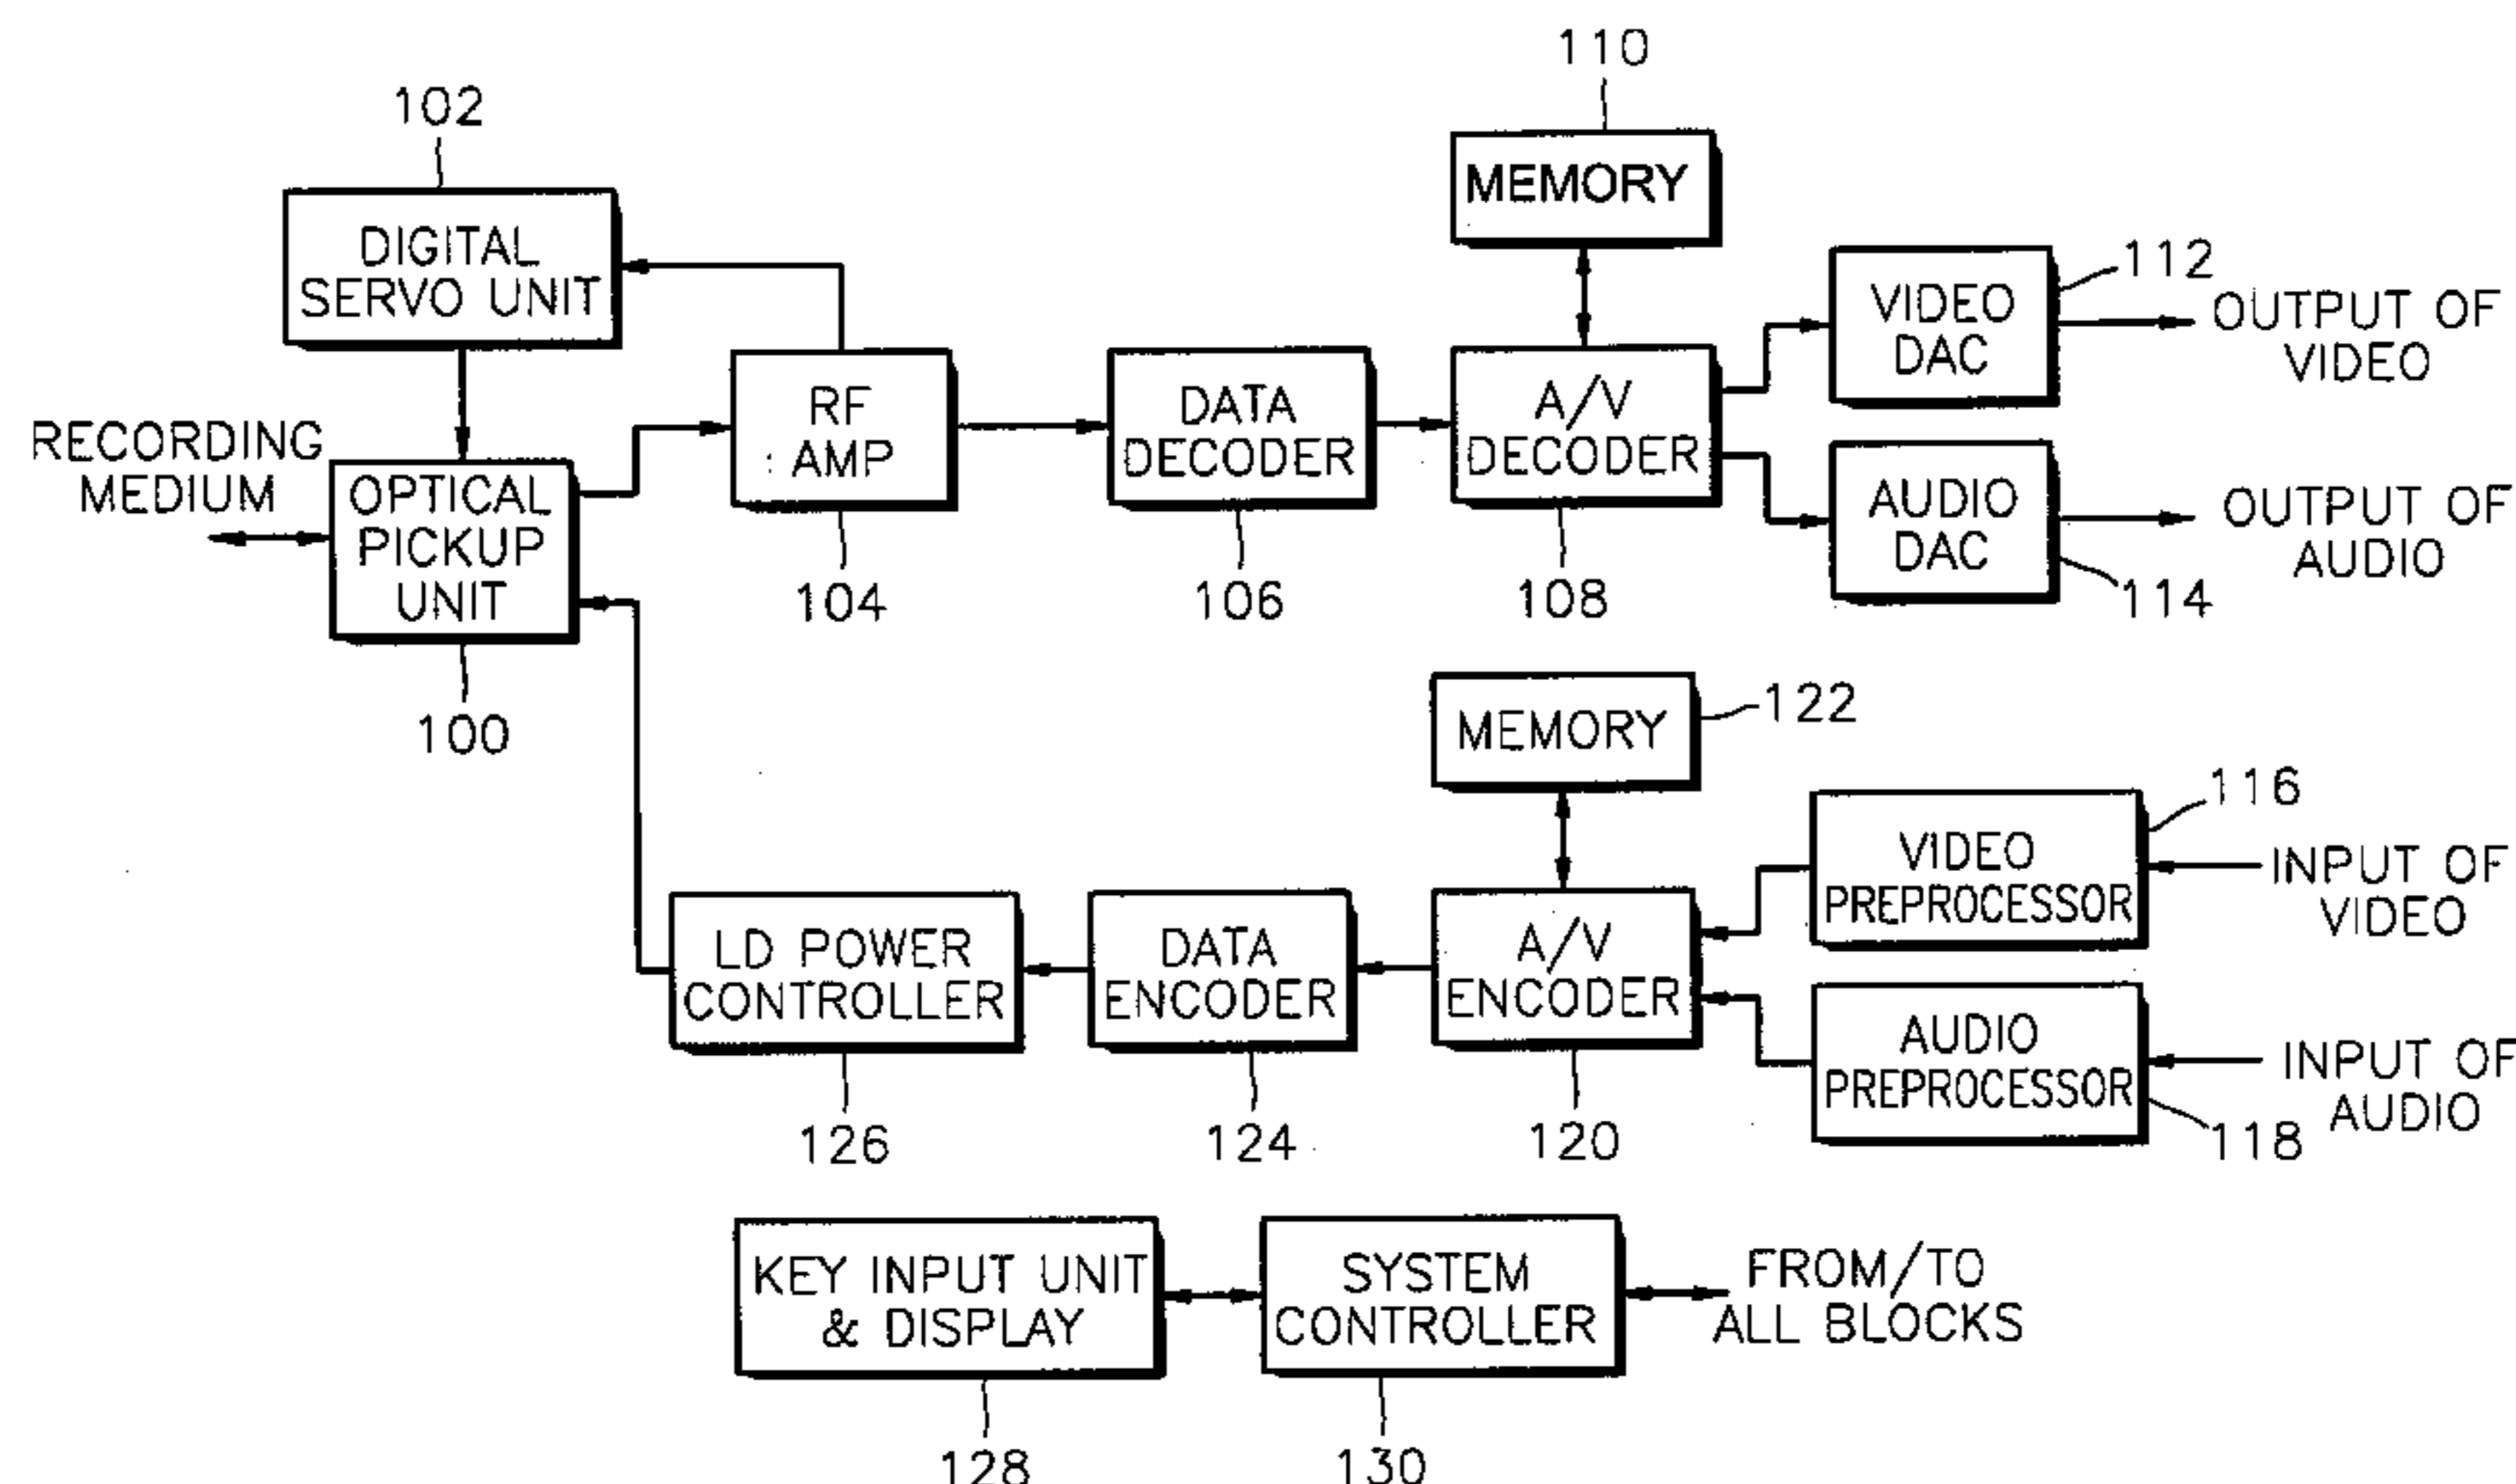 110
102
MEMORY
DIGITAL
SERVO UNIT
112
VIDEO
DAC
OUTPUT OF
VIDEO
RF
AMP
DATA
DECODER
A/V
DECODER
RECORDING
MEDIUM
OPTICAL
PICKUP
UNIT
AUDIO
DAC
OUTPUT OF
AUDIO
104
106
108
114
100
MEMORY
122
116
VIDEO
PREPROCESSOR
INPUT OF
VIDEO
LD POWER
CONTROLLER
DATA
ENCODER
A/V
ENCODER
AUDIO
PREPROCESSOR
INPUT OF
AUDIO
126
124
120
118
KEY INPUT UNIT
& DISPLAY
SYSTEM
CONTROLLER
FROM/TO
ALL BLOCKS
128
130